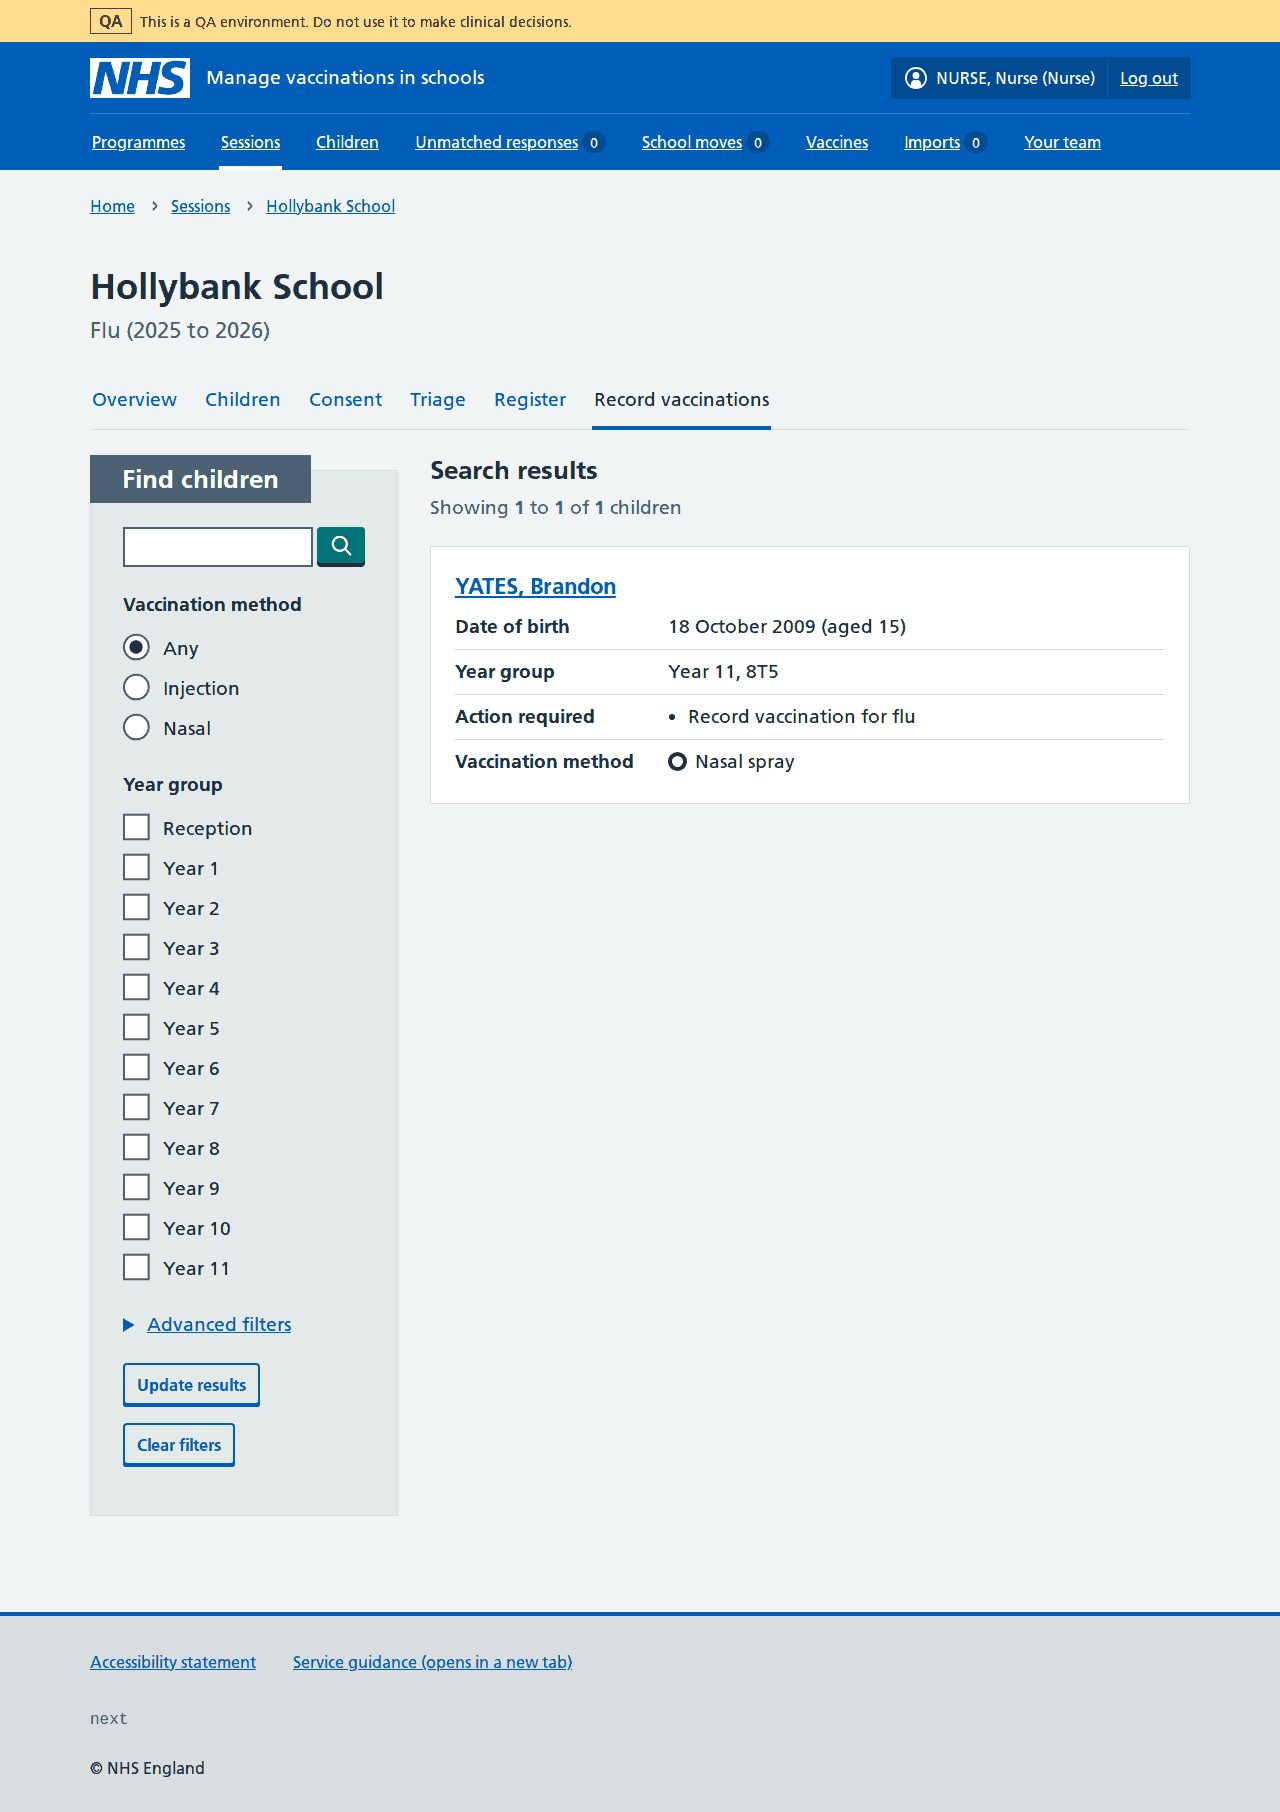 QA This is a QA environment. Do not use it to make clinical decisions.
NHS Manage vaccinations in schools NURSE, Nurse (Nurse) Log out
Programmes Sessions Children Unmatched responses 0 School moves 0 Vaccines Imports 0 Your team
Home Sessions Hollybank School
Hollybank School
Flu (2025 to 2026)
Overview Children Consent Triage Register Record vaccinations
Find children
Vaccination method
Any
Injection
Nasal
Year group
Reception
Year 1
Year 2
Year 3
Year 4
Year 5
Year 6
Year 7
Year 8
Year 9
Year 10
Year 11
Advanced filters
Update results
Clear filters
Search results
Showing 1 to 1 of 1 children
YATES, Brandon
Date of birth 18 October 2009 (aged 15)
Year group Year 11, 8T5
Action required • Record vaccination for flu
Vaccination method Nasal spray
Accessibility statement Service guidance (opens in a new tab)
next
© NHS England